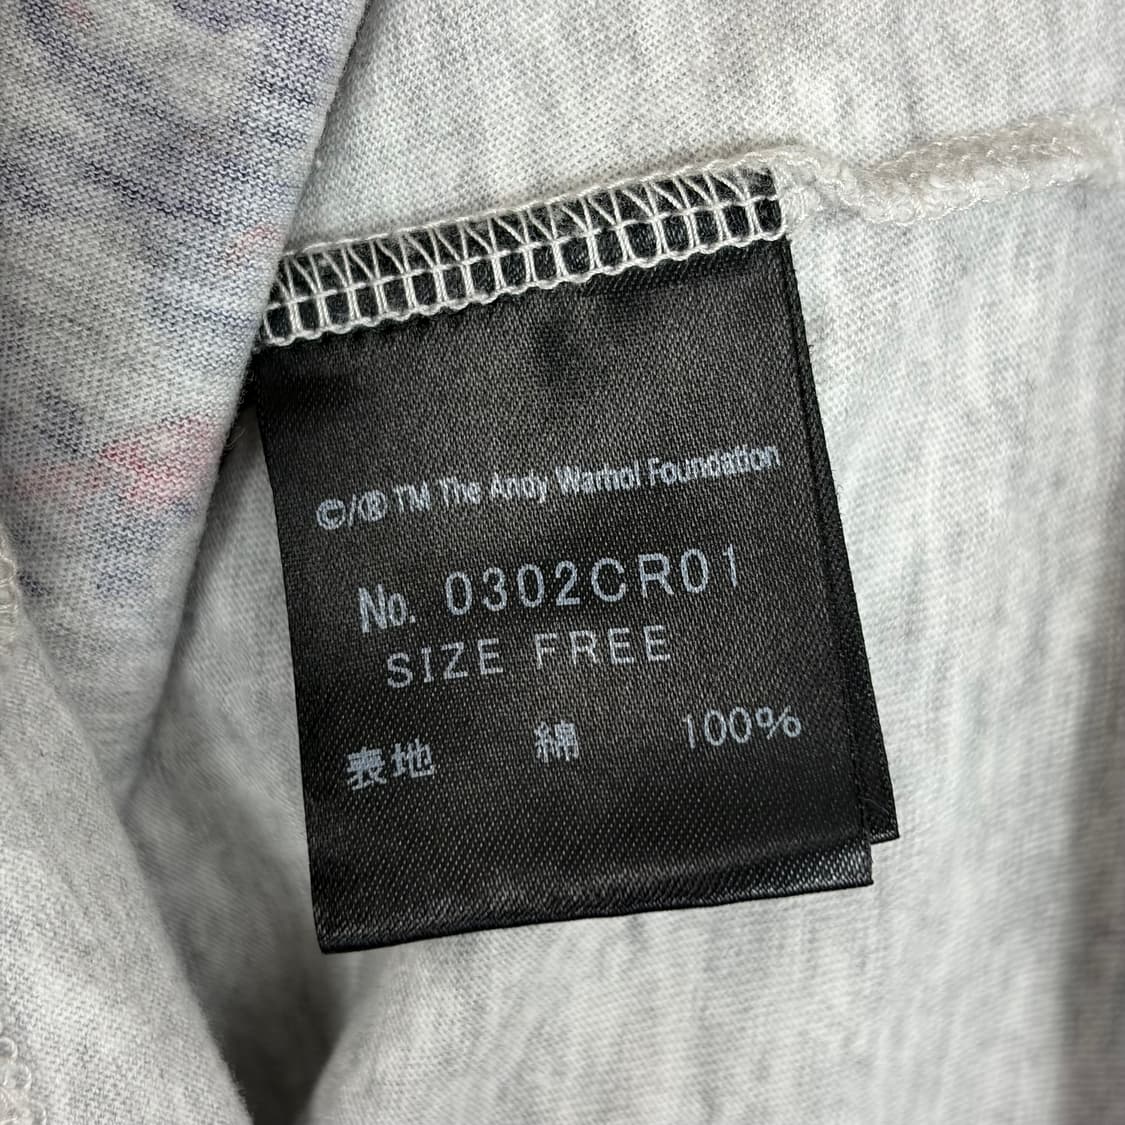 ©/® TM The Andy Warhol Foundation
No. 0302CR01
SIZE FREE
表地 綿 100%